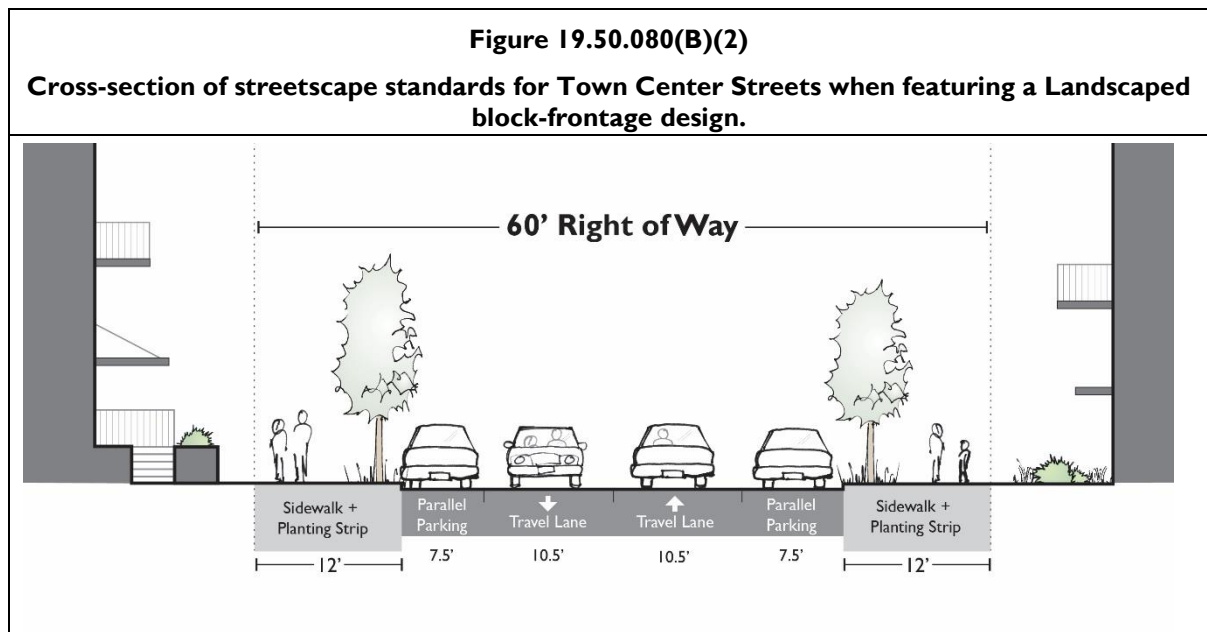 Figure 19.50.080(B)(2)
Cross-section of streetscape standards for Town Center Streets when featuring a Landscaped
block-frontage design.
60' Right of Way
Sidewalk +
Planting Strip
Parallel
Parking
Travel Lane
Travel Lane
Parallel
Parking
Sidewalk +
Planting Strip
12'
7.5'
10.5'
10.5'
7.5'
12'